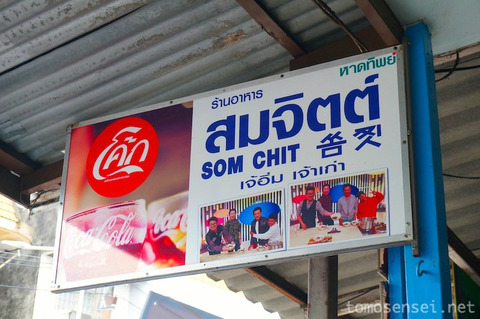 หาดทิพย์
ร้านอาหาร
สมจิตต์
SOM CHIT 솜찟
เจ๊อึ่ม เจ้าเก่า
โค้ก
Coca-Cola
tomosensei.net